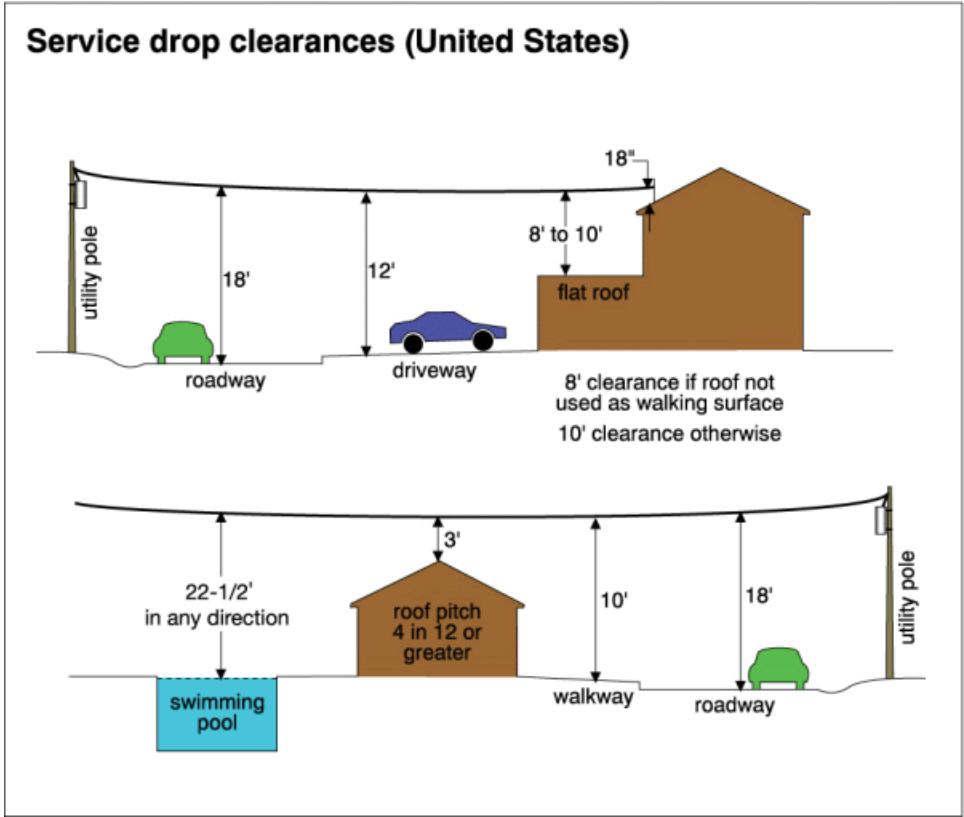 Service drop clearances (United States)
18"
8' to 10'
utility pole
18'
12'
flat roof
roadway
driveway
8' clearance if roof not
used as walking surface
10' clearance otherwise
3'
22-1/2'
in any direction
roof pitch
4 in 12 or
greater
10'
18'
utility pole
swimming
pool
walkway
roadway